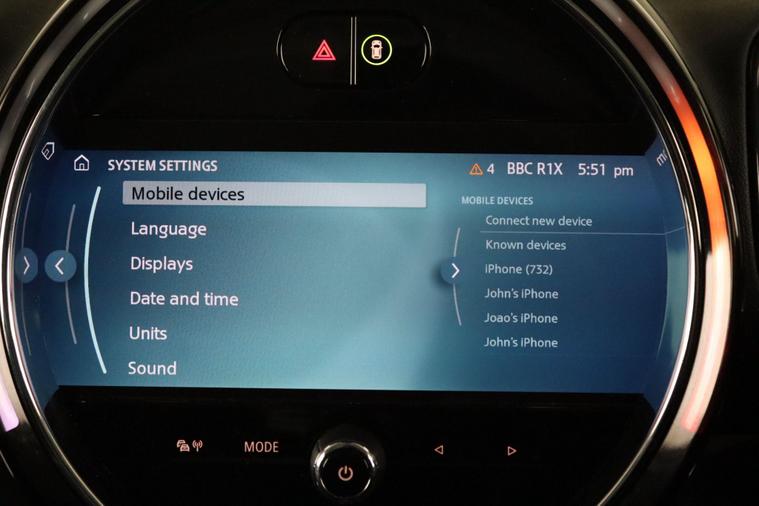 SYSTEM SETTINGS
4 BBC R1X 5:51 pm
Mobile devices
Language
Displays
Date and time
Units
Sound
MOBILE DEVICES
Connect new device
Known devices
iPhone (732)
John's iPhone
Joao's iPhone
John's iPhone
MODE